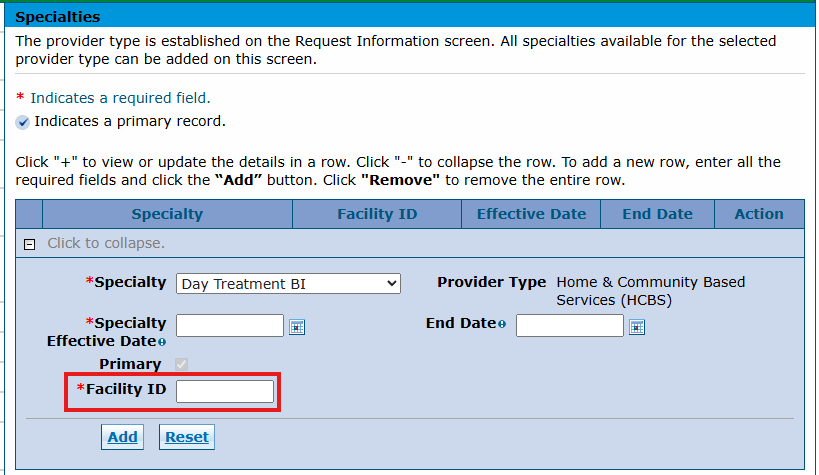 Specialties
The provider type is established on the Request Information screen. All specialties available for the selected
provider type can be added on this screen.
* Indicates a required field.
Indicates a primary record.
Click "+" to view or update the details in a row. Click "-" to collapse the row. To add a new row, enter all the
required fields and click the “Add” button. Click "Remove" to remove the entire row.
Specialty Facility ID Effective Date End Date Action
Click to collapse.
*Specialty Day Treatment BI Provider Type Home & Community Based
Services (HCBS)
*Specialty
Effective Date
End Date
Primary
*Facility ID
Add Reset